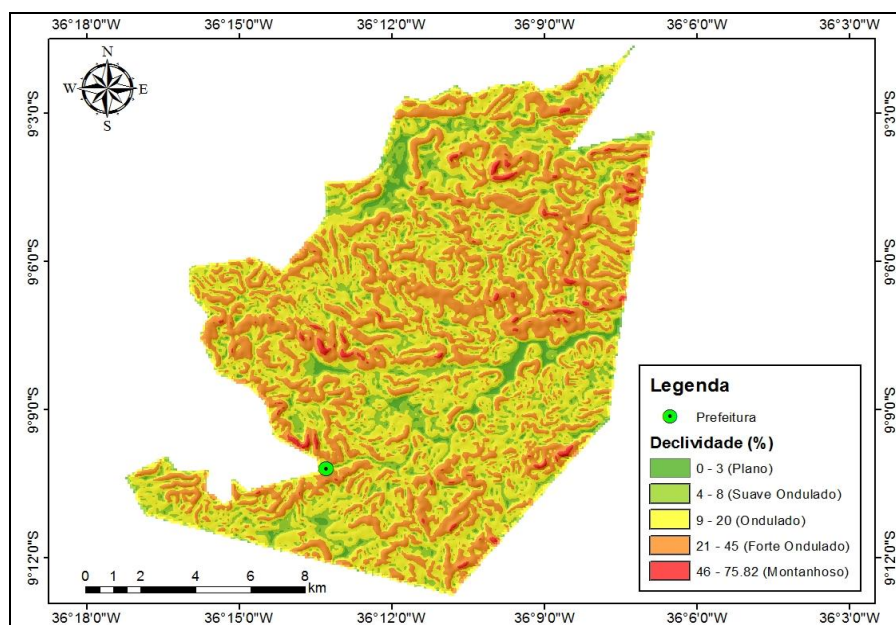 36°18'0"W 36°15'0"W 36°12'0"W 36°9'0"W 36°6'0"W 36°3'0"W
N
W E
S
9°3'0"S 9°3'0"S
9°6'0"S 9°6'0"S
9°9'0"S 9°9'0"S
9°12'0"S 9°12'0"S
Legenda
Prefeitura
Declividade (%)
0 - 3 (Plano)
4 - 8 (Suave Ondulado)
9 - 20 (Ondulado)
21 - 45 (Forte Ondulado)
46 - 75.82 (Montanhoso)
0 1 2 4 6 8
km
36°18'0"W 36°15'0"W 36°12'0"W 36°9'0"W 36°6'0"W 36°3'0"W